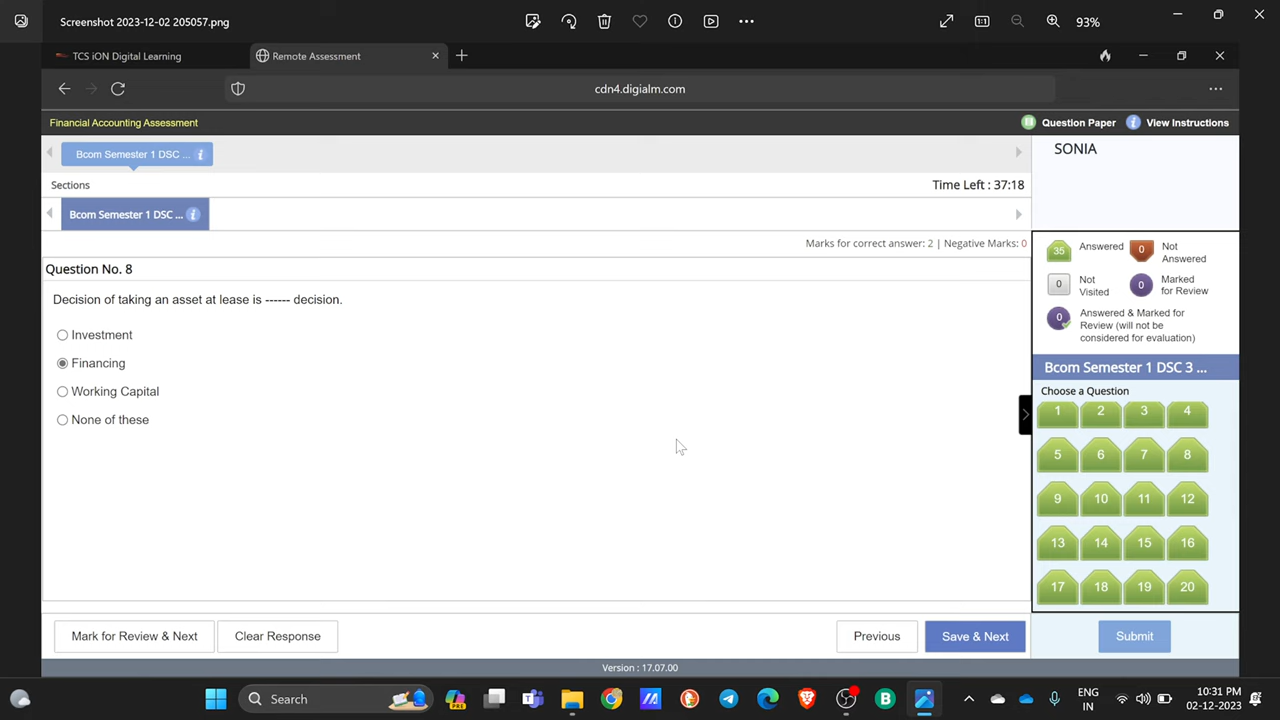 Screenshot 2023-12-02 205057.png
93%
TCS iON Digital Learning
Remote Assessment
cdn4.digialm.com
Financial Accounting Assessment
Question Paper
View Instructions
Bcom Semester 1 DSC ...
SONIA
Sections
Time Left : 37:18
Bcom Semester 1 DSC ...
Marks for correct answer: 2 | Negative Marks: 0
35 Answered
0 Not Answered
0 Not Visited
0 Marked for Review
0 Answered & Marked for Review (will not be considered for evaluation)
Question No. 8
Decision of taking an asset at lease is ------ decision.
Investment
Financing
Working Capital
None of these
Bcom Semester 1 DSC 3 ...
Choose a Question
1 2 3 4
5 6 7 8
9 10 11 12
13 14 15 16
17 18 19 20
Mark for Review & Next
Clear Response
Previous
Save & Next
Submit
Version : 17.07.00
Search
ENG
IN
10:31 PM
02-12-2023